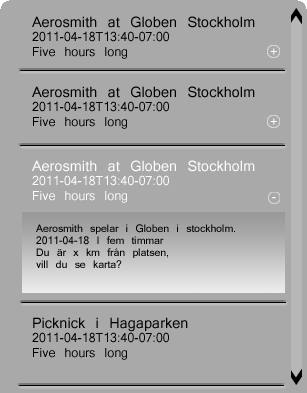 Aerosmith at Globen Stockholm
2011-04-18T13:40-07:00
Five hours long
Aerosmith at Globen Stockholm
2011-04-18T13:40-07:00
Five hours long
Aerosmith at Globen Stockholm
2011-04-18T13:40-07:00
Five hours long
Aerosmith spelar i Globen i stockholm.
2011-04-18 I fem timmar
Du är x km från platsen,
vill du se karta?
Picknick i Hagaparken
2011-04-18T13:40-07:00
Five hours long